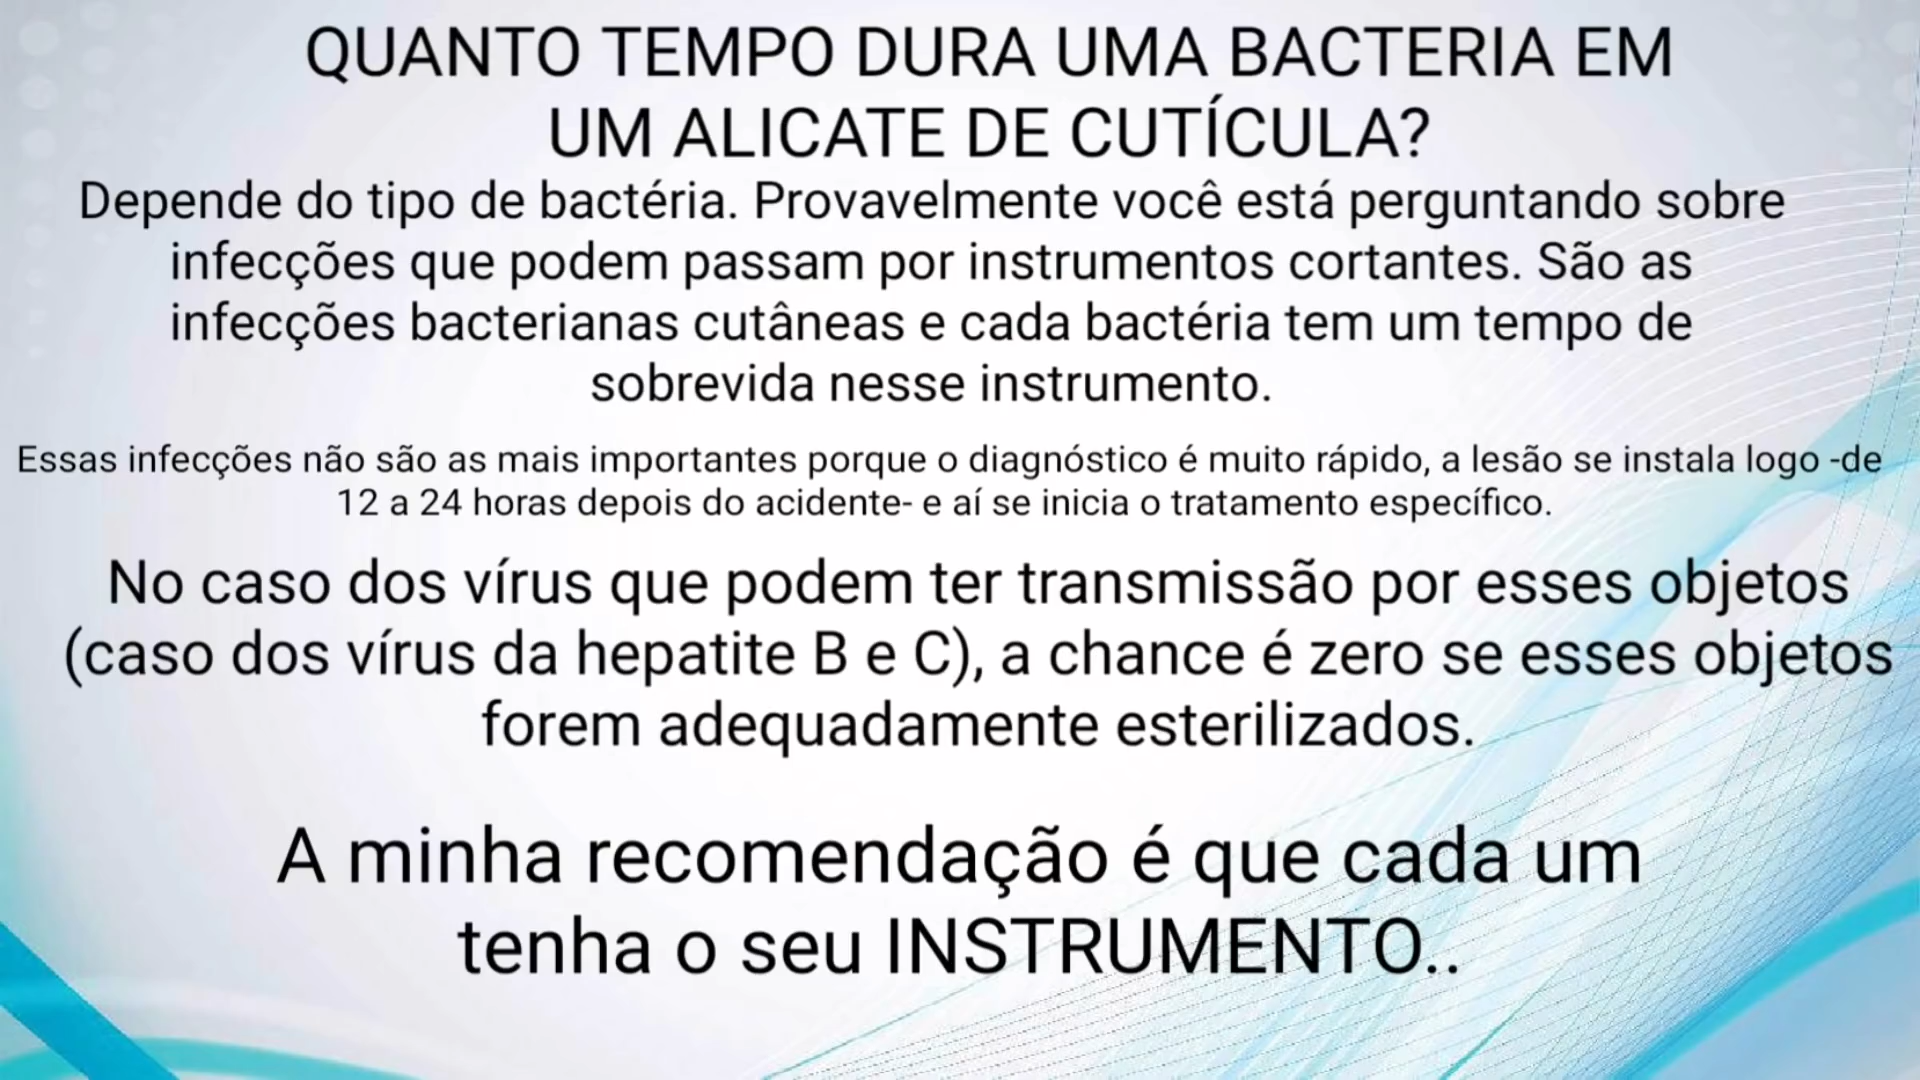 QUANTO TEMPO DURA UMA BACTERIA EM
UM ALICATE DE CUTÍCULA?
Depende do tipo de bactéria. Provavelmente você está perguntando sobre
infecções que podem passam por instrumentos cortantes. São as
infecções bacterianas cutâneas e cada bactéria tem um tempo de
sobrevida nesse instrumento.
Essas infecções não são as mais importantes porque o diagnóstico é muito rápido, a lesão se instala logo -de
12 a 24 horas depois do acidente- e aí se inicia o tratamento específico.
No caso dos vírus que podem ter transmissão por esses objetos
(caso dos vírus da hepatite B e C), a chance é zero se esses objetos
forem adequadamente esterilizados.
A minha recomendação é que cada um
tenha o seu INSTRUMENTO..